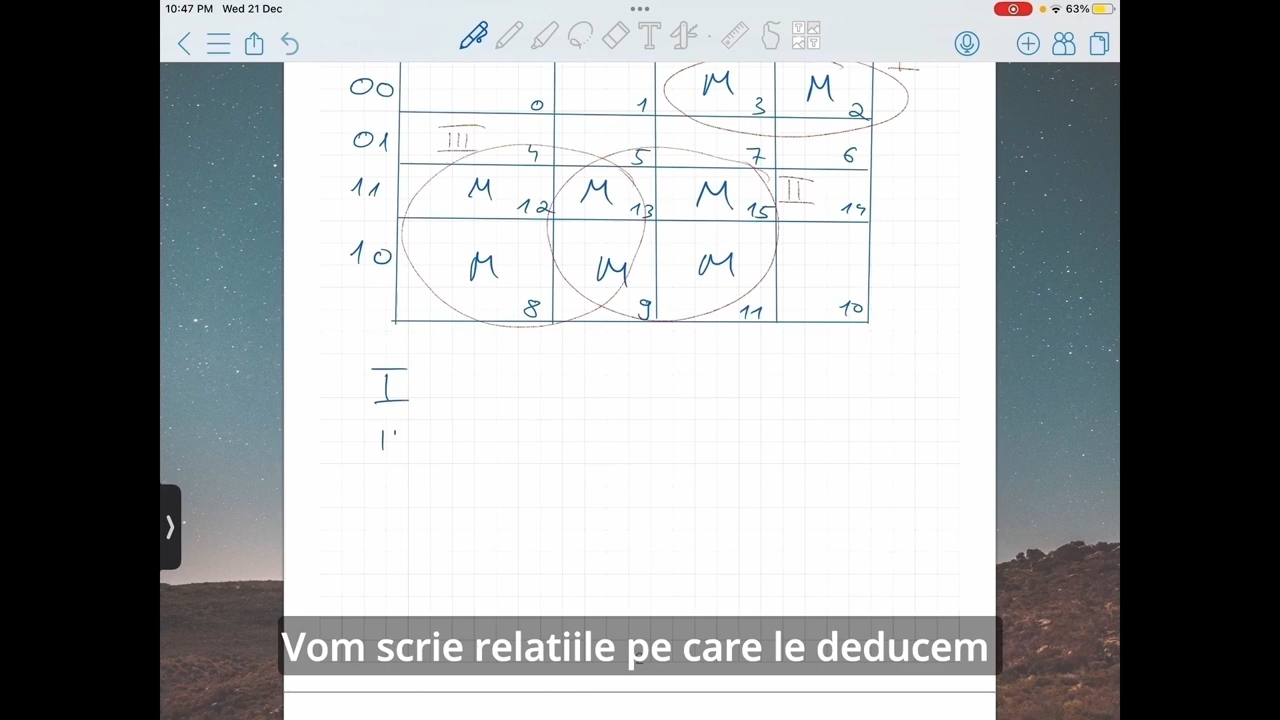 10:47 PM Wed 21 Dec 63%
I
00 0 1 M 3 M 2
01 III 4 5 7 6
11 M 12 M 13 M 15 II 14
10 M 8 M 9 M 11 10
I
Vom scrie relatiile pe care le deducem